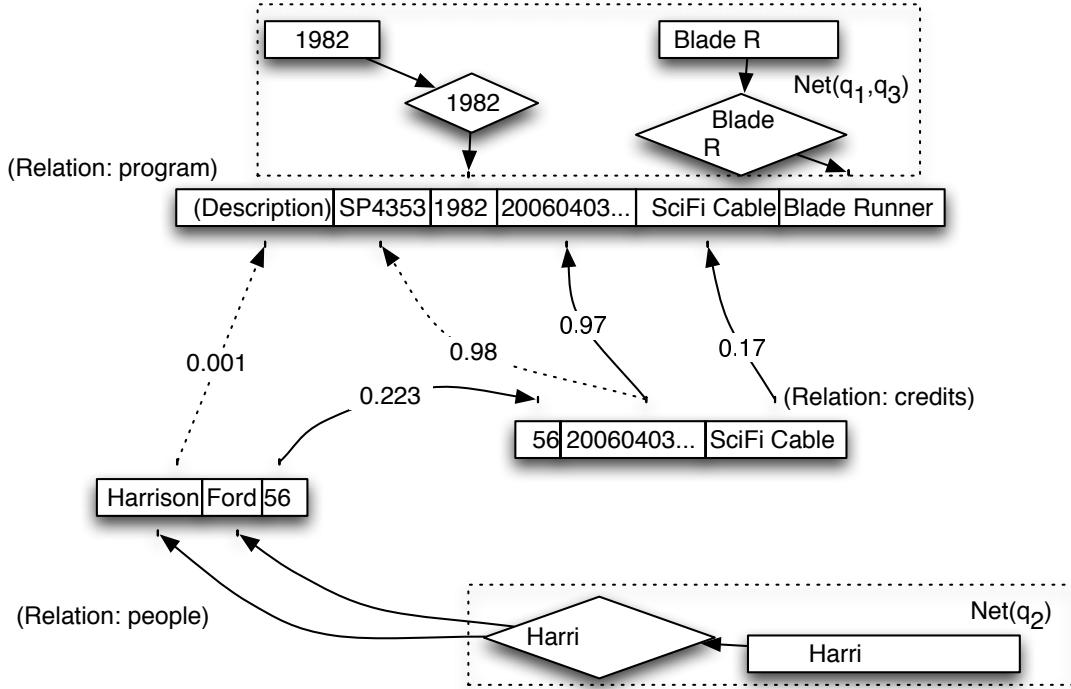 1982
Blade R
Net(q1,q3)
1982
Blade
R
(Relation: program)
(Description) SP4353 1982 20060403... SciFi Cable Blade Runner
0.001
0.98
0.97
0.17
0.223
(Relation: credits)
56 20060403... SciFi Cable
Harrison Ford 56
(Relation: people)
Net(q2)
Harri
Harri